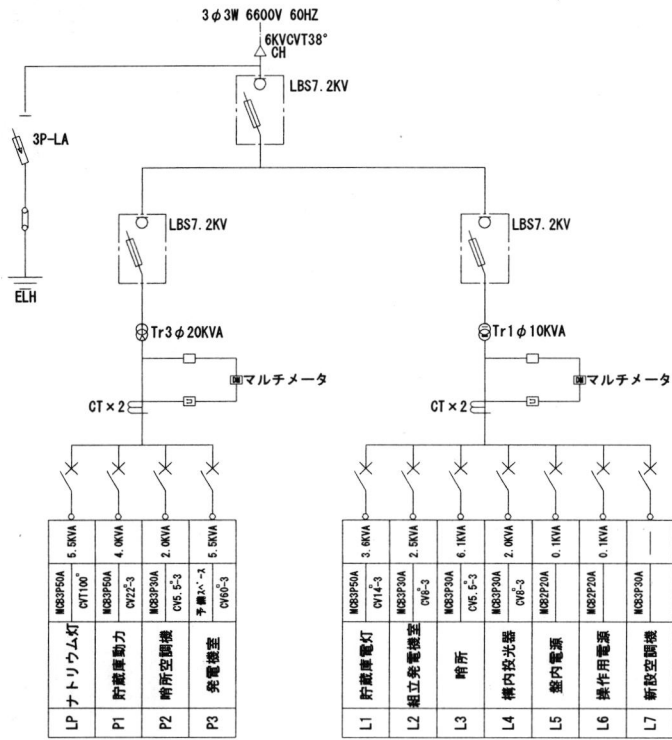 3φ3W 6600V 60HZ
6KVCVT38°
CH
LBS7.2KV
3P-LA
ELH
LBS7.2KV
LBS7.2KV
Tr3φ20KVA
Tr1φ10KVA
マルチメータ
マルチメータ
CT×2
CT×2
5.5KVA
MCB3P50A
CVT100°
ナトリウム灯
LP
4.0KVA
MCB3P50A
CV22°-3
貯蔵庫動力
P1
2.0KVA
MCB3P30A
CV5.5-3
哨所空調機
P2
5.5KVA
予備スペース
CV60°-3
発電機室
P3
3.6KVA
MCB3P50A
CV14-3
貯蔵庫電灯
L1
2.5KVA
MCB3P30A
CV8-3
組立発電機室
L2
6.1KVA
MCB3P30A
CV5.5-3
哨所
L3
2.0KVA
MCB3P30A
CV8-3
構内投光器
L4
0.1KVA
MCB2P20A
盤内電源
L5
0.1KVA
MCB2P20A
操作用電源
L6
—
MCB3P30A
新設空調機
L7